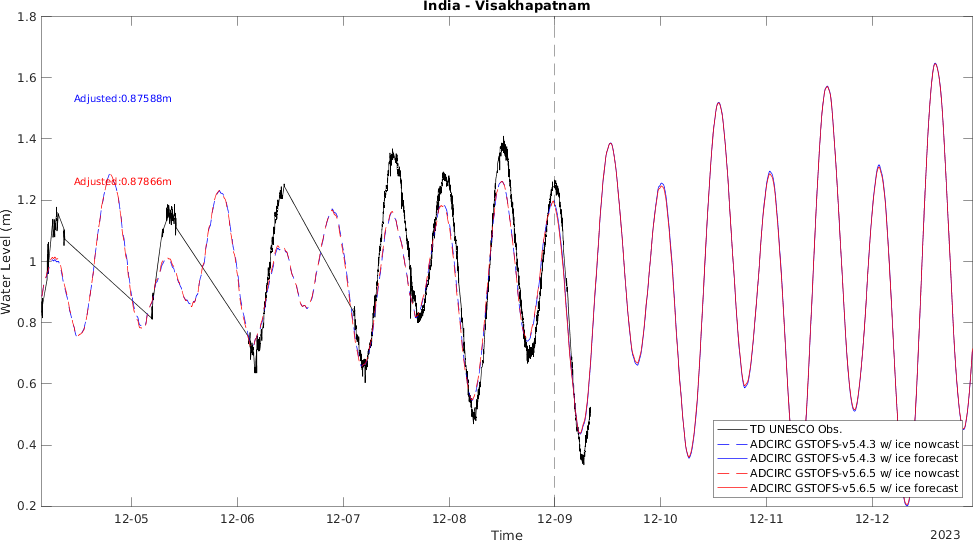 India - Visakhapatnam
1.8
1.6
1.4
1.2
1
0.8
0.6
0.4
0.2
Water Level (m)
Adjusted:0.87588m
Adjusted:0.87866m
TD UNESCO Obs.
ADCIRC GSTOFS-v5.4.3 w/ ice nowcast
ADCIRC GSTOFS-v5.4.3 w/ ice forecast
ADCIRC GSTOFS-v5.6.5 w/ ice nowcast
ADCIRC GSTOFS-v5.6.5 w/ ice forecast
12-05 12-06 12-07 12-08 12-09 12-10 12-11 12-12
Time
2023